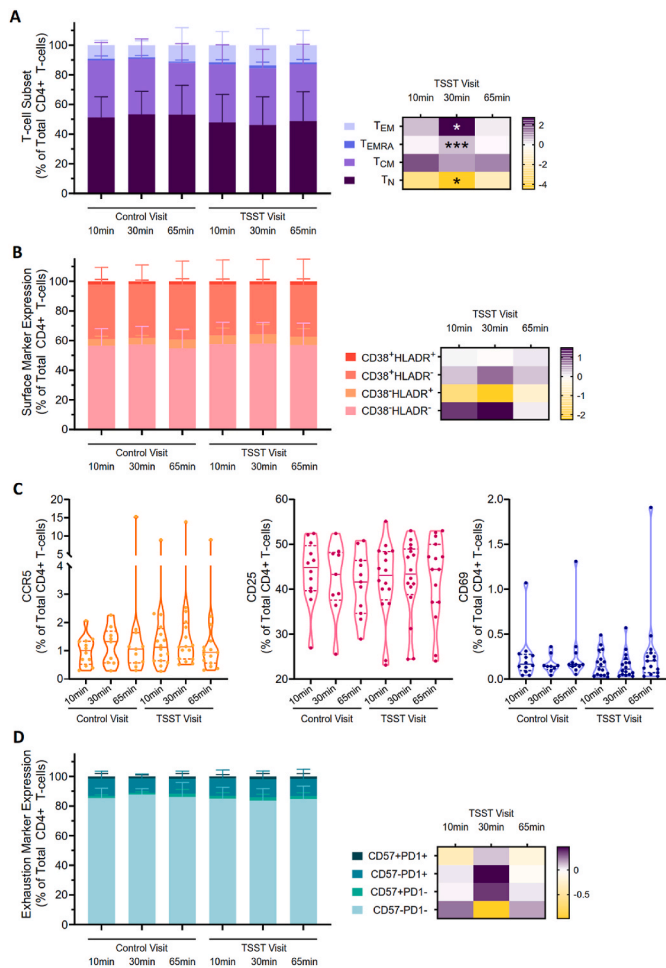 A
T-cell Subset
(% of Total CD4+ T-cells)
100
80
60
40
20
0
10min 30min 65min 10min 30min 65min
Control Visit TSST Visit
TSST Visit
10min 30min 65min
TEM
TEMRA
TCM
TN
*
***
*
2
0
-2
-4
B
Surface Marker Expression
(% of Total CD4+ T-cells)
100
80
60
40
20
0
Control Visit TSST Visit
10min 30min 65min 10min 30min 65min
TSST Visit
10min 30min 65min
CD38+HLADR+
CD38+HLADR-
CD38-HLADR+
CD38-HLADR-
1
0
-1
-2
C
CCR5
(% of Total CD4+ T-cells)
20
15
10
5
4
3
2
1
0
10min 30min 65min 10min 30min 65min
Control Visit TSST Visit
CD25
(% of Total CD4+ T-cells)
60
50
40
30
20
10min 30min 65min 10min 30min 65min
Control Visit TSST Visit
CD69
(% of Total CD4+ T-cells)
2.0
1.5
1.0
0.5
0.0
10min 30min 65min 10min 30min 65min
Control Visit TSST Visit
D
Exhaustion Marker Expression
(% of Total CD4+ T-cells)
100
80
60
40
20
0
Control Visit TSST Visit
10min 30min 65min 10min 30min 65min
TSST Visit
10min 30min 65min
CD57+PD1+
CD57-PD1+
CD57+PD1-
CD57-PD1-
0
-0.5